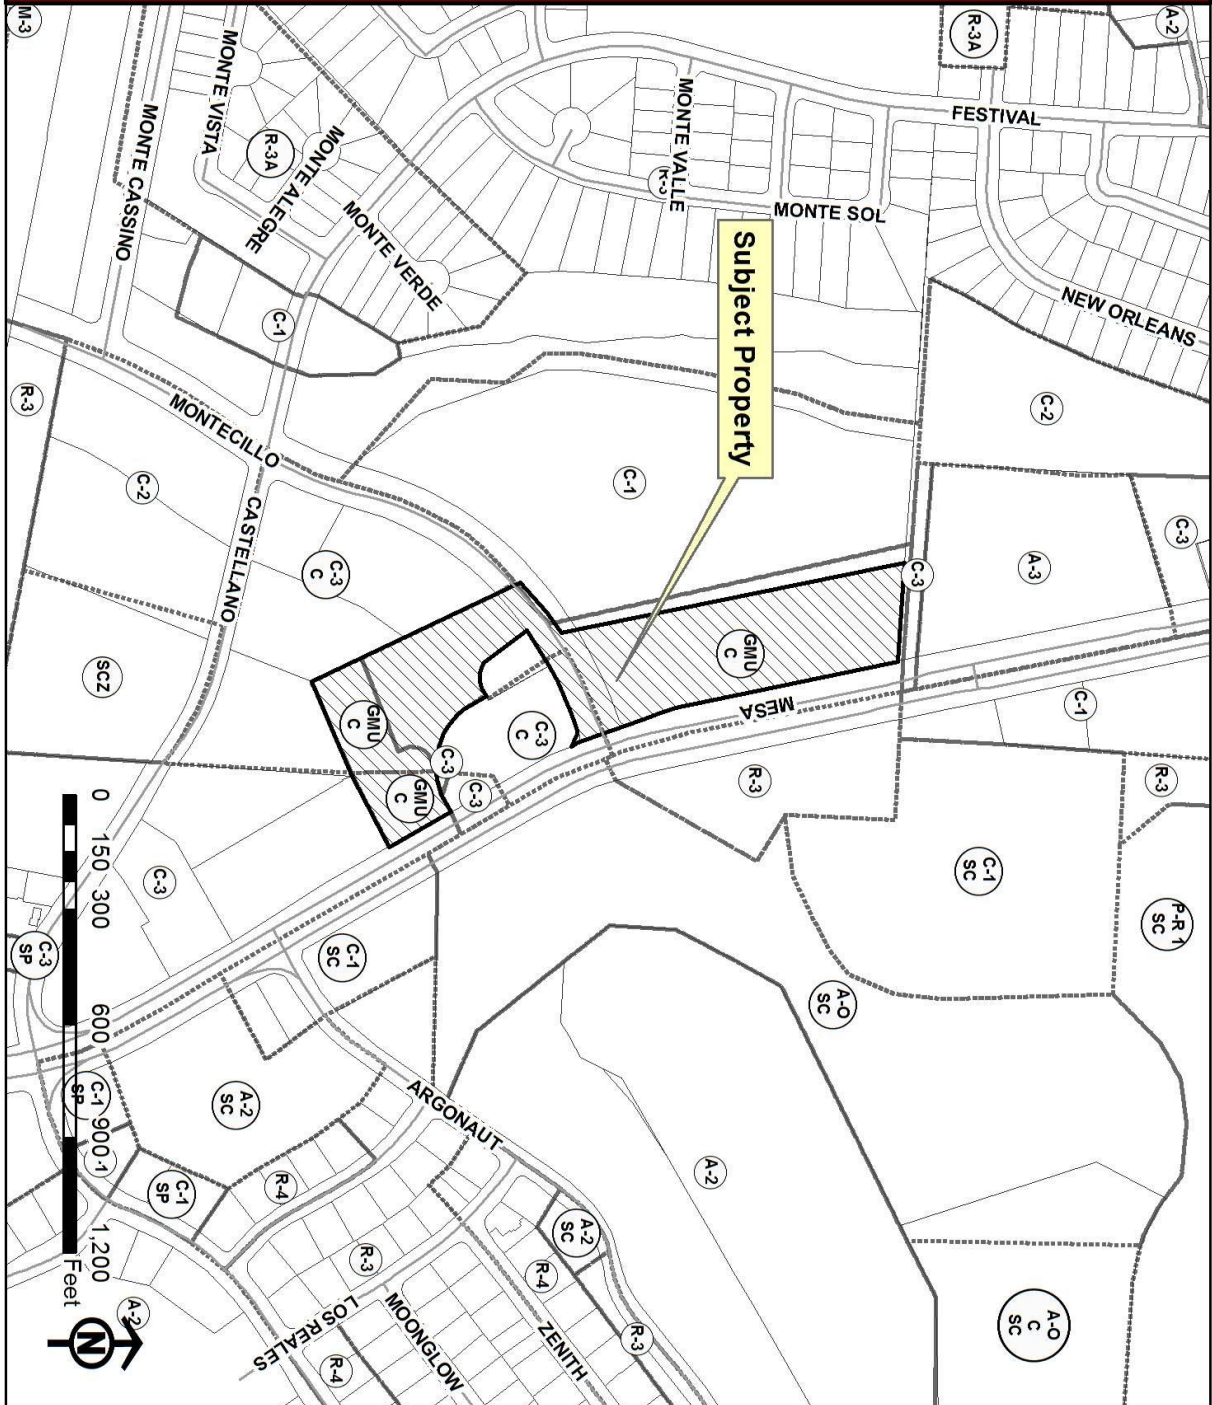 M-3
MONTE VISTA
R-3A
MONTE ALEGRE
MONTE CASSINO
MONTE VERDE
C-1
MONTE VALLE
R-3
MONTE SOL
FESTIVAL
R-3A
A-2
NEW ORLEANS
Subject Property
R-3
MONTECILLO
C-2
CASTELLANO
C-3
C
C-1
C-2
C-3
A-3
C-3
SCZ
GMU
C
GMU
C
GMU
C
C-3
C-3
C-3
C
MESA
R-3
C-1
R-3
C-1
SC
P-R 1
SC
C-3
C-3
SP
C-1
SC
A-O
SC
A-2
SC
ARGONAUT
A-2
C-1
SP
C-1
SP
R-4
R-3
R-4
A-2
SC
R-4
R-3
LOS REALES
MOONGLOW
ZENITH
A-O
C
SC
A-2
0 150 300 600 900 1,200
Feet
N